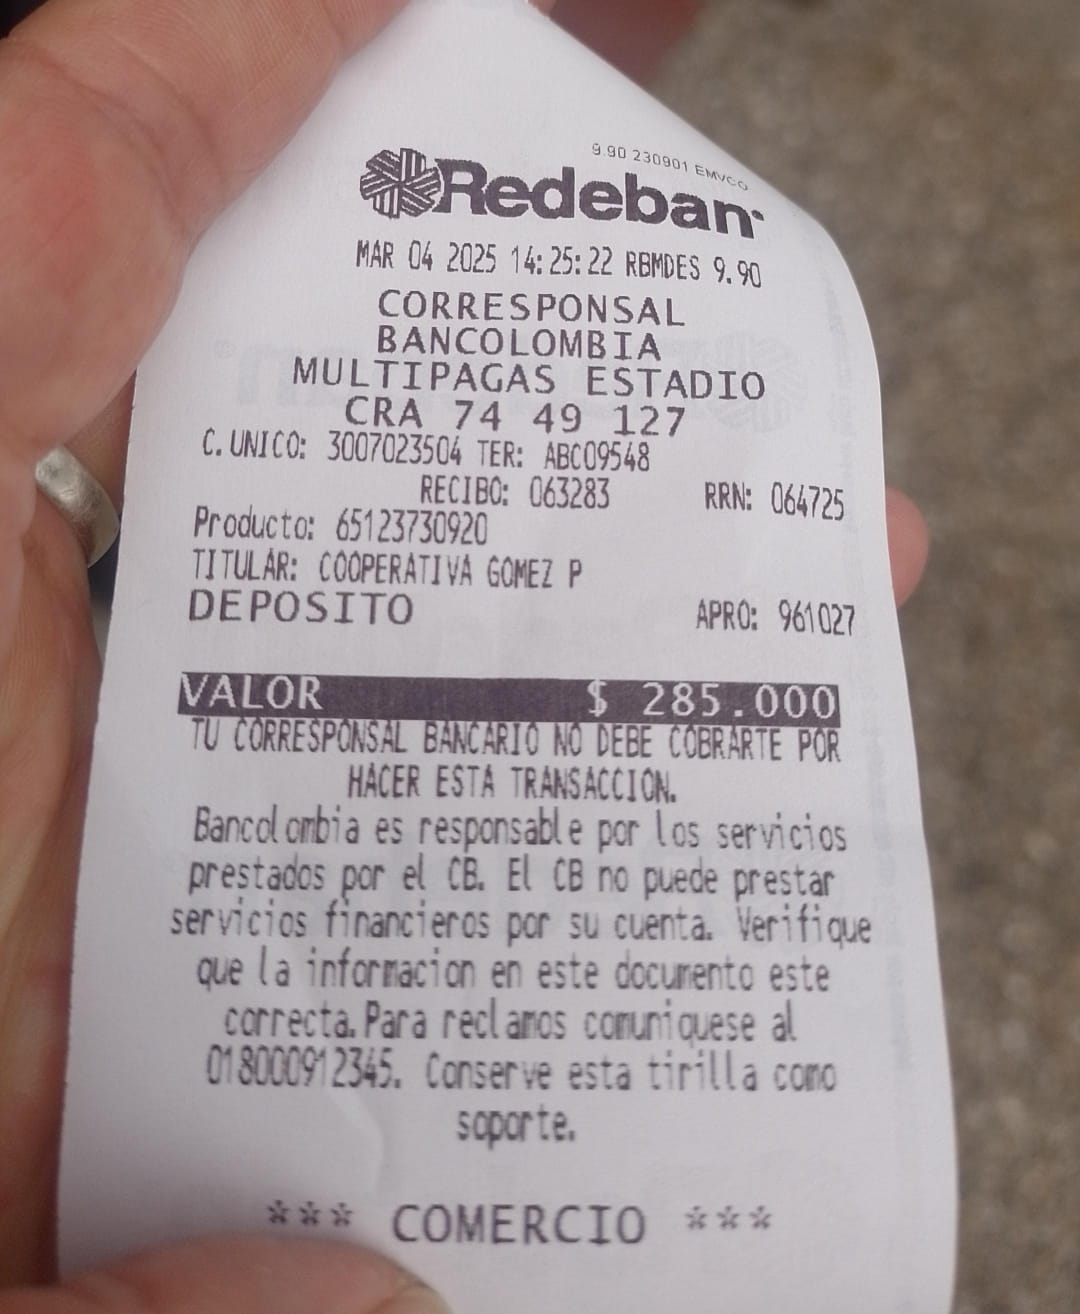 9.90 230901 EMVCO
Redeban
MAR 04 2025 14:25:22 RBMDES 9.90
CORRESPONSAL
BANCOLOMBIA
MULTIPAGAS ESTADIO
CRA 74 49 127
C.UNICO: 3007023504 TER: ABC09548
RECIBO: 063283 RRN: 064725
Producto: 65123730920
TITULAR: COOPERATIVA GOMEZ P
DEPOSITO APRO: 961027
VALOR $ 285.000
TU CORRESPONSAL BANCARIO NO DEBE COBRARTE POR
HACER ESTA TRANSACCION.
Bancolombia es responsable por los servicios
prestados por el CB. El CB no puede prestar
servicios financieros por su cuenta. Verifique
que la informacion en este documento este
correcta.Para reclamos comuniquese al
018000912345. Conserve esta tirilla como
soporte.
*** COMERCIO ***